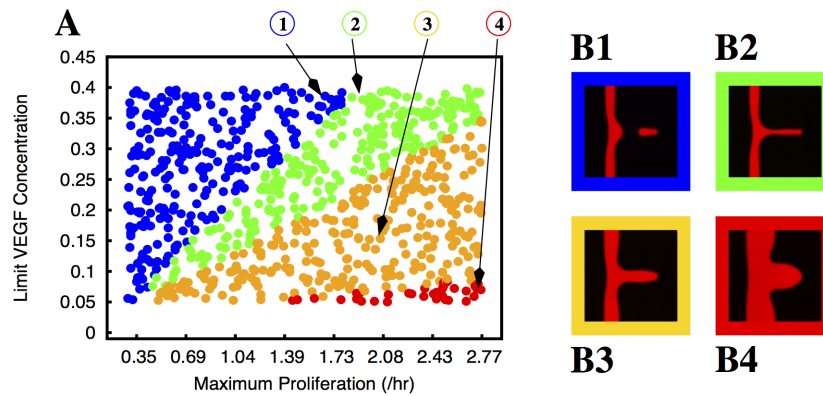 A
1 2 3 4
B1 B2
0.45
0.4
0.35
0.3
0.25
0.2
0.15
0.1
0.05
0
Limit VEGF Concentration
0.35 0.69 1.04 1.39 1.73 2.08 2.43 2.77
Maximum Proliferation (/hr)
B3 B4